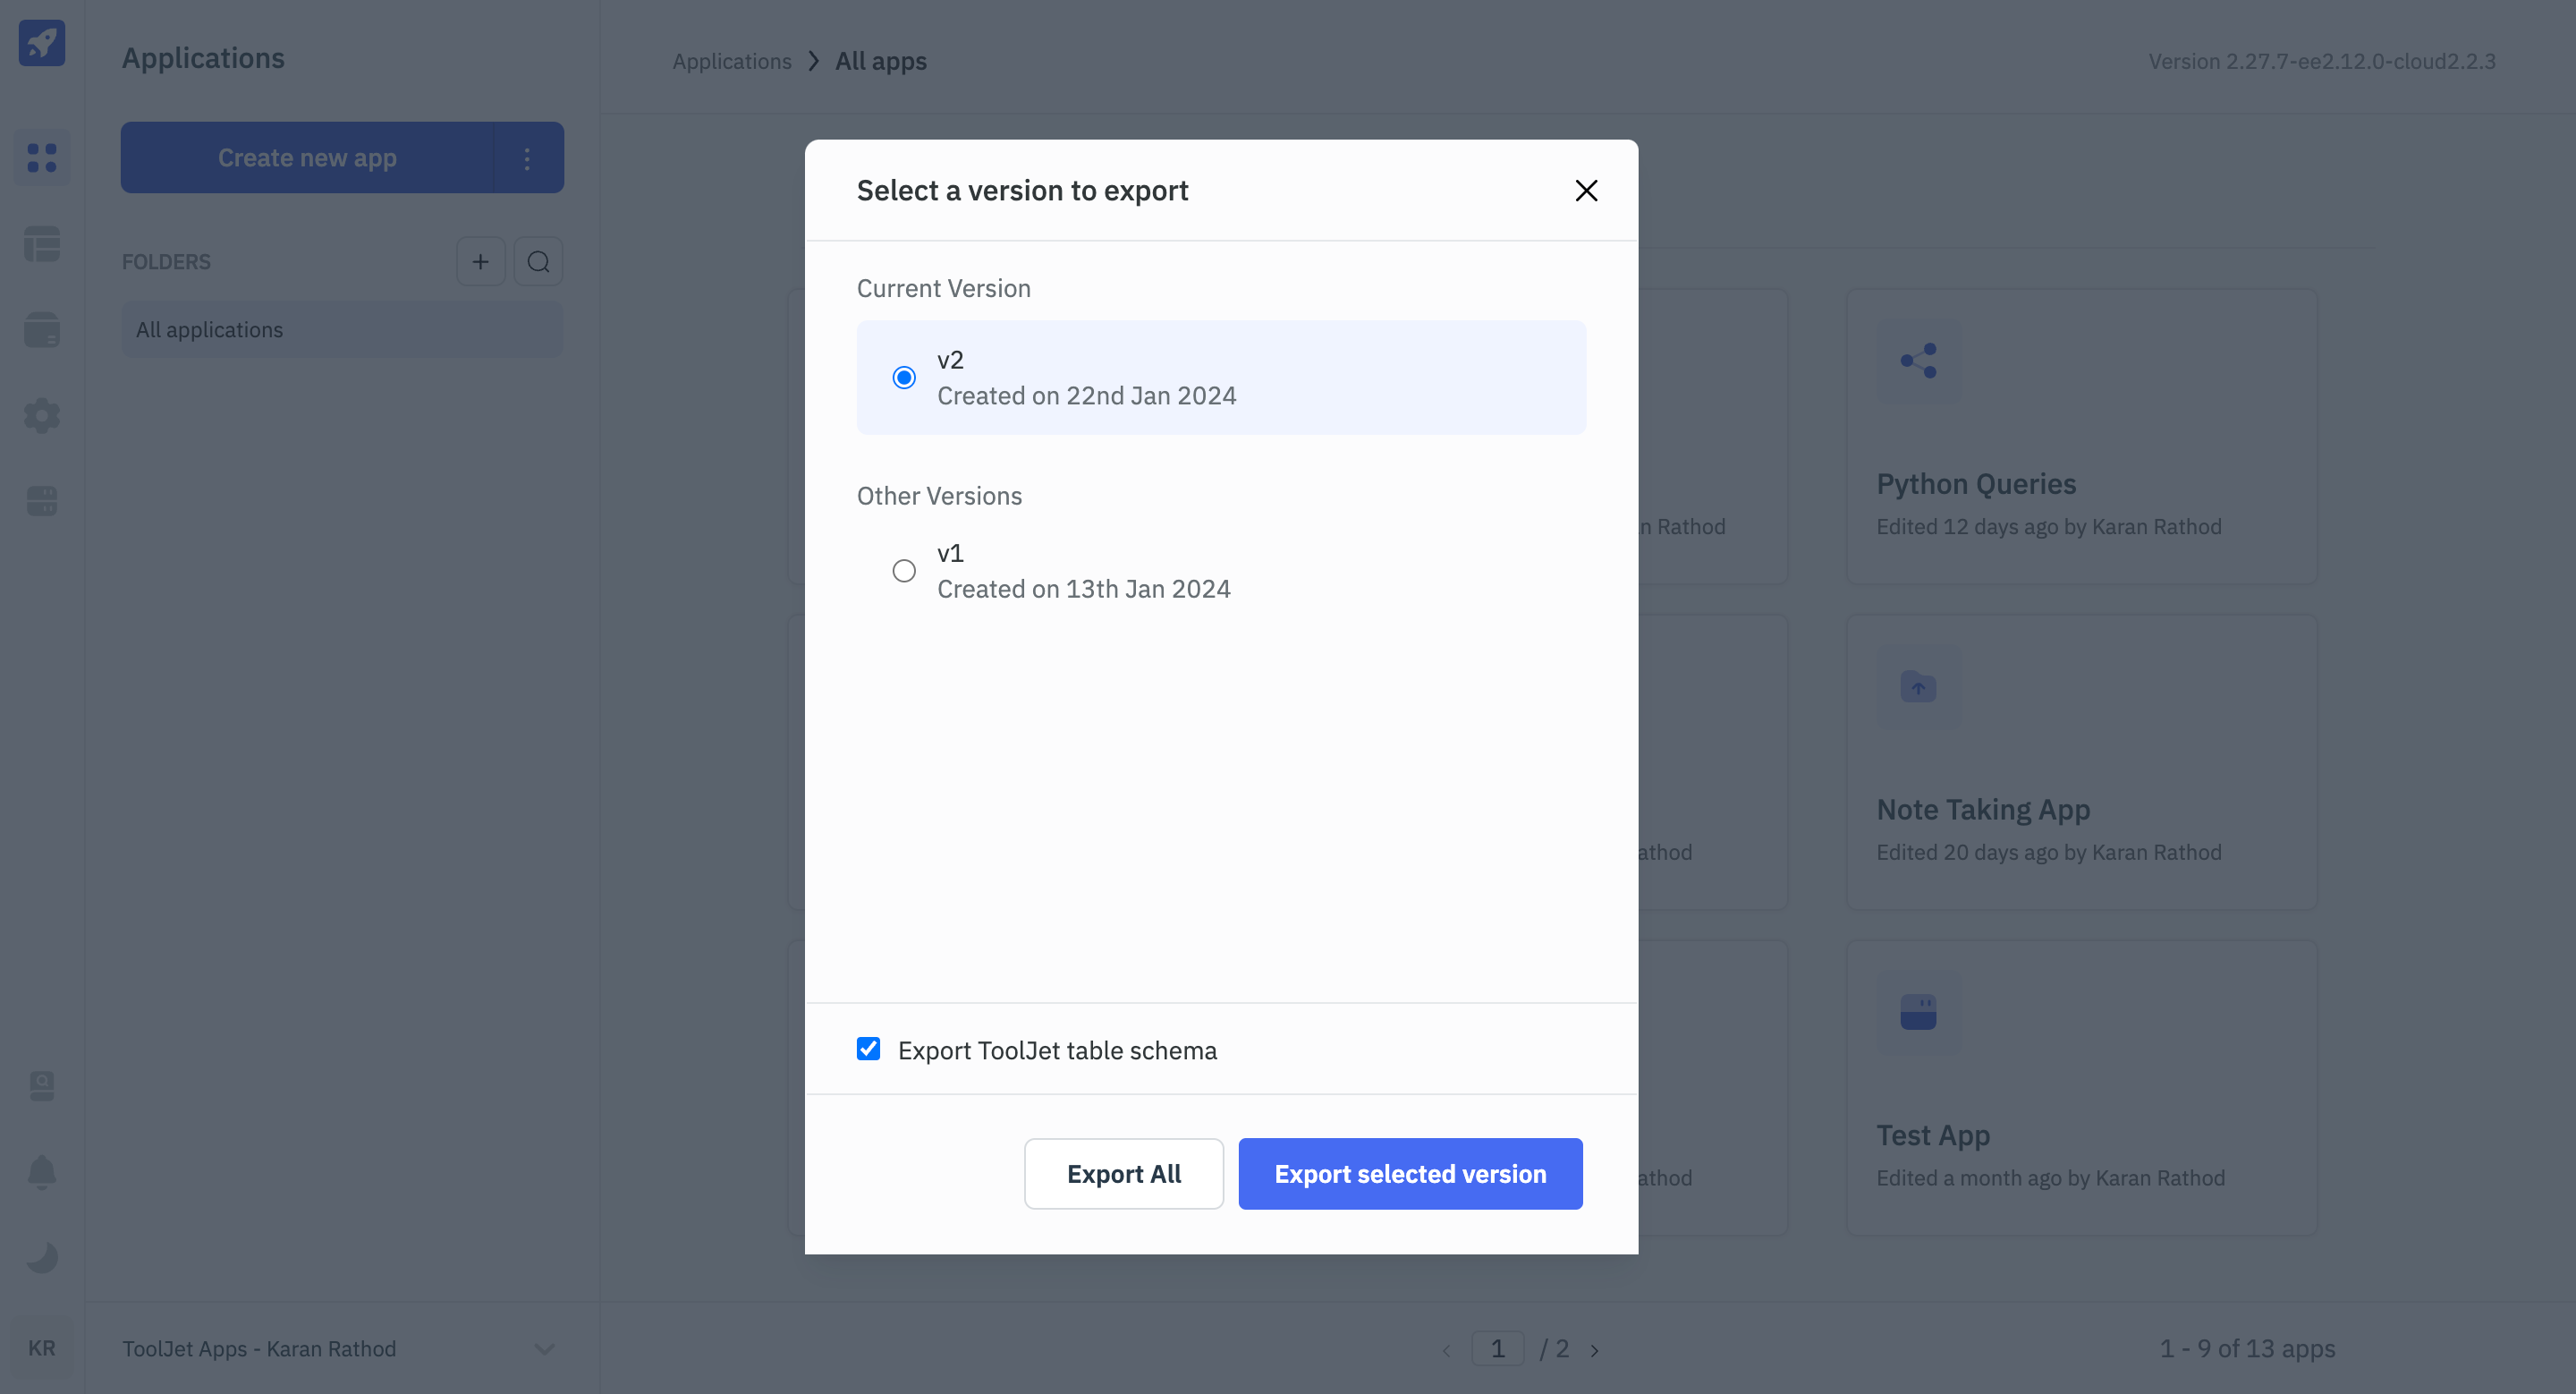 Applications
Applications > All apps
Version 2.27.7-ee2.12.0-cloud2.2.3
Create new app
FOLDERS
All applications
Select a version to export
Current Version
v2
Created on 22nd Jan 2024
Other Versions
v1
Created on 13th Jan 2024
Export ToolJet table schema
Export All
Export selected version
n Rathod
Python Queries
Edited 12 days ago by Karan Rathod
athod
Note Taking App
Edited 20 days ago by Karan Rathod
athod
Test App
Edited a month ago by Karan Rathod
KR
ToolJet Apps - Karan Rathod
1 / 2
1 - 9 of 13 apps